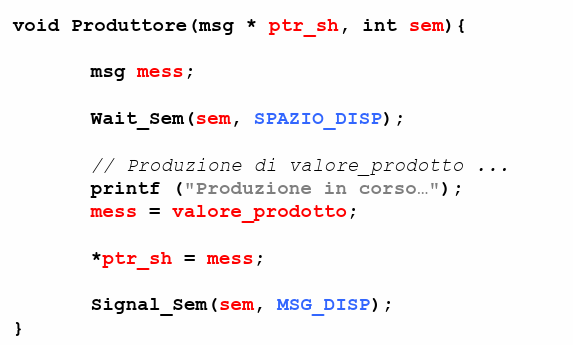 void Produttore(msg * ptr_sh, int sem){
msg mess;
Wait_Sem(sem, SPAZIO_DISP);
// Produzione di valore_prodotto ...
printf ("Produzione in corso…");
mess = valore_prodotto;
*ptr_sh = mess;
Signal_Sem(sem, MSG_DISP);
}